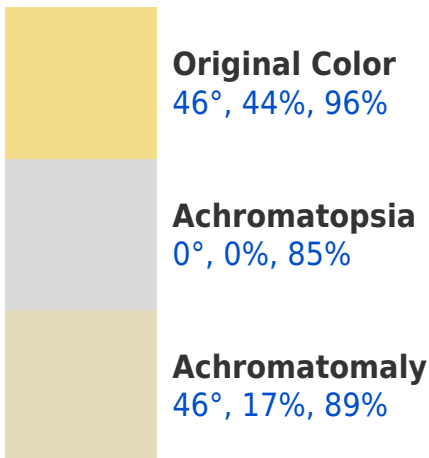 Original Color
46°, 44%, 96%
Achromatopsia
0°, 0%, 85%
Achromatomaly
46°, 17%, 89%